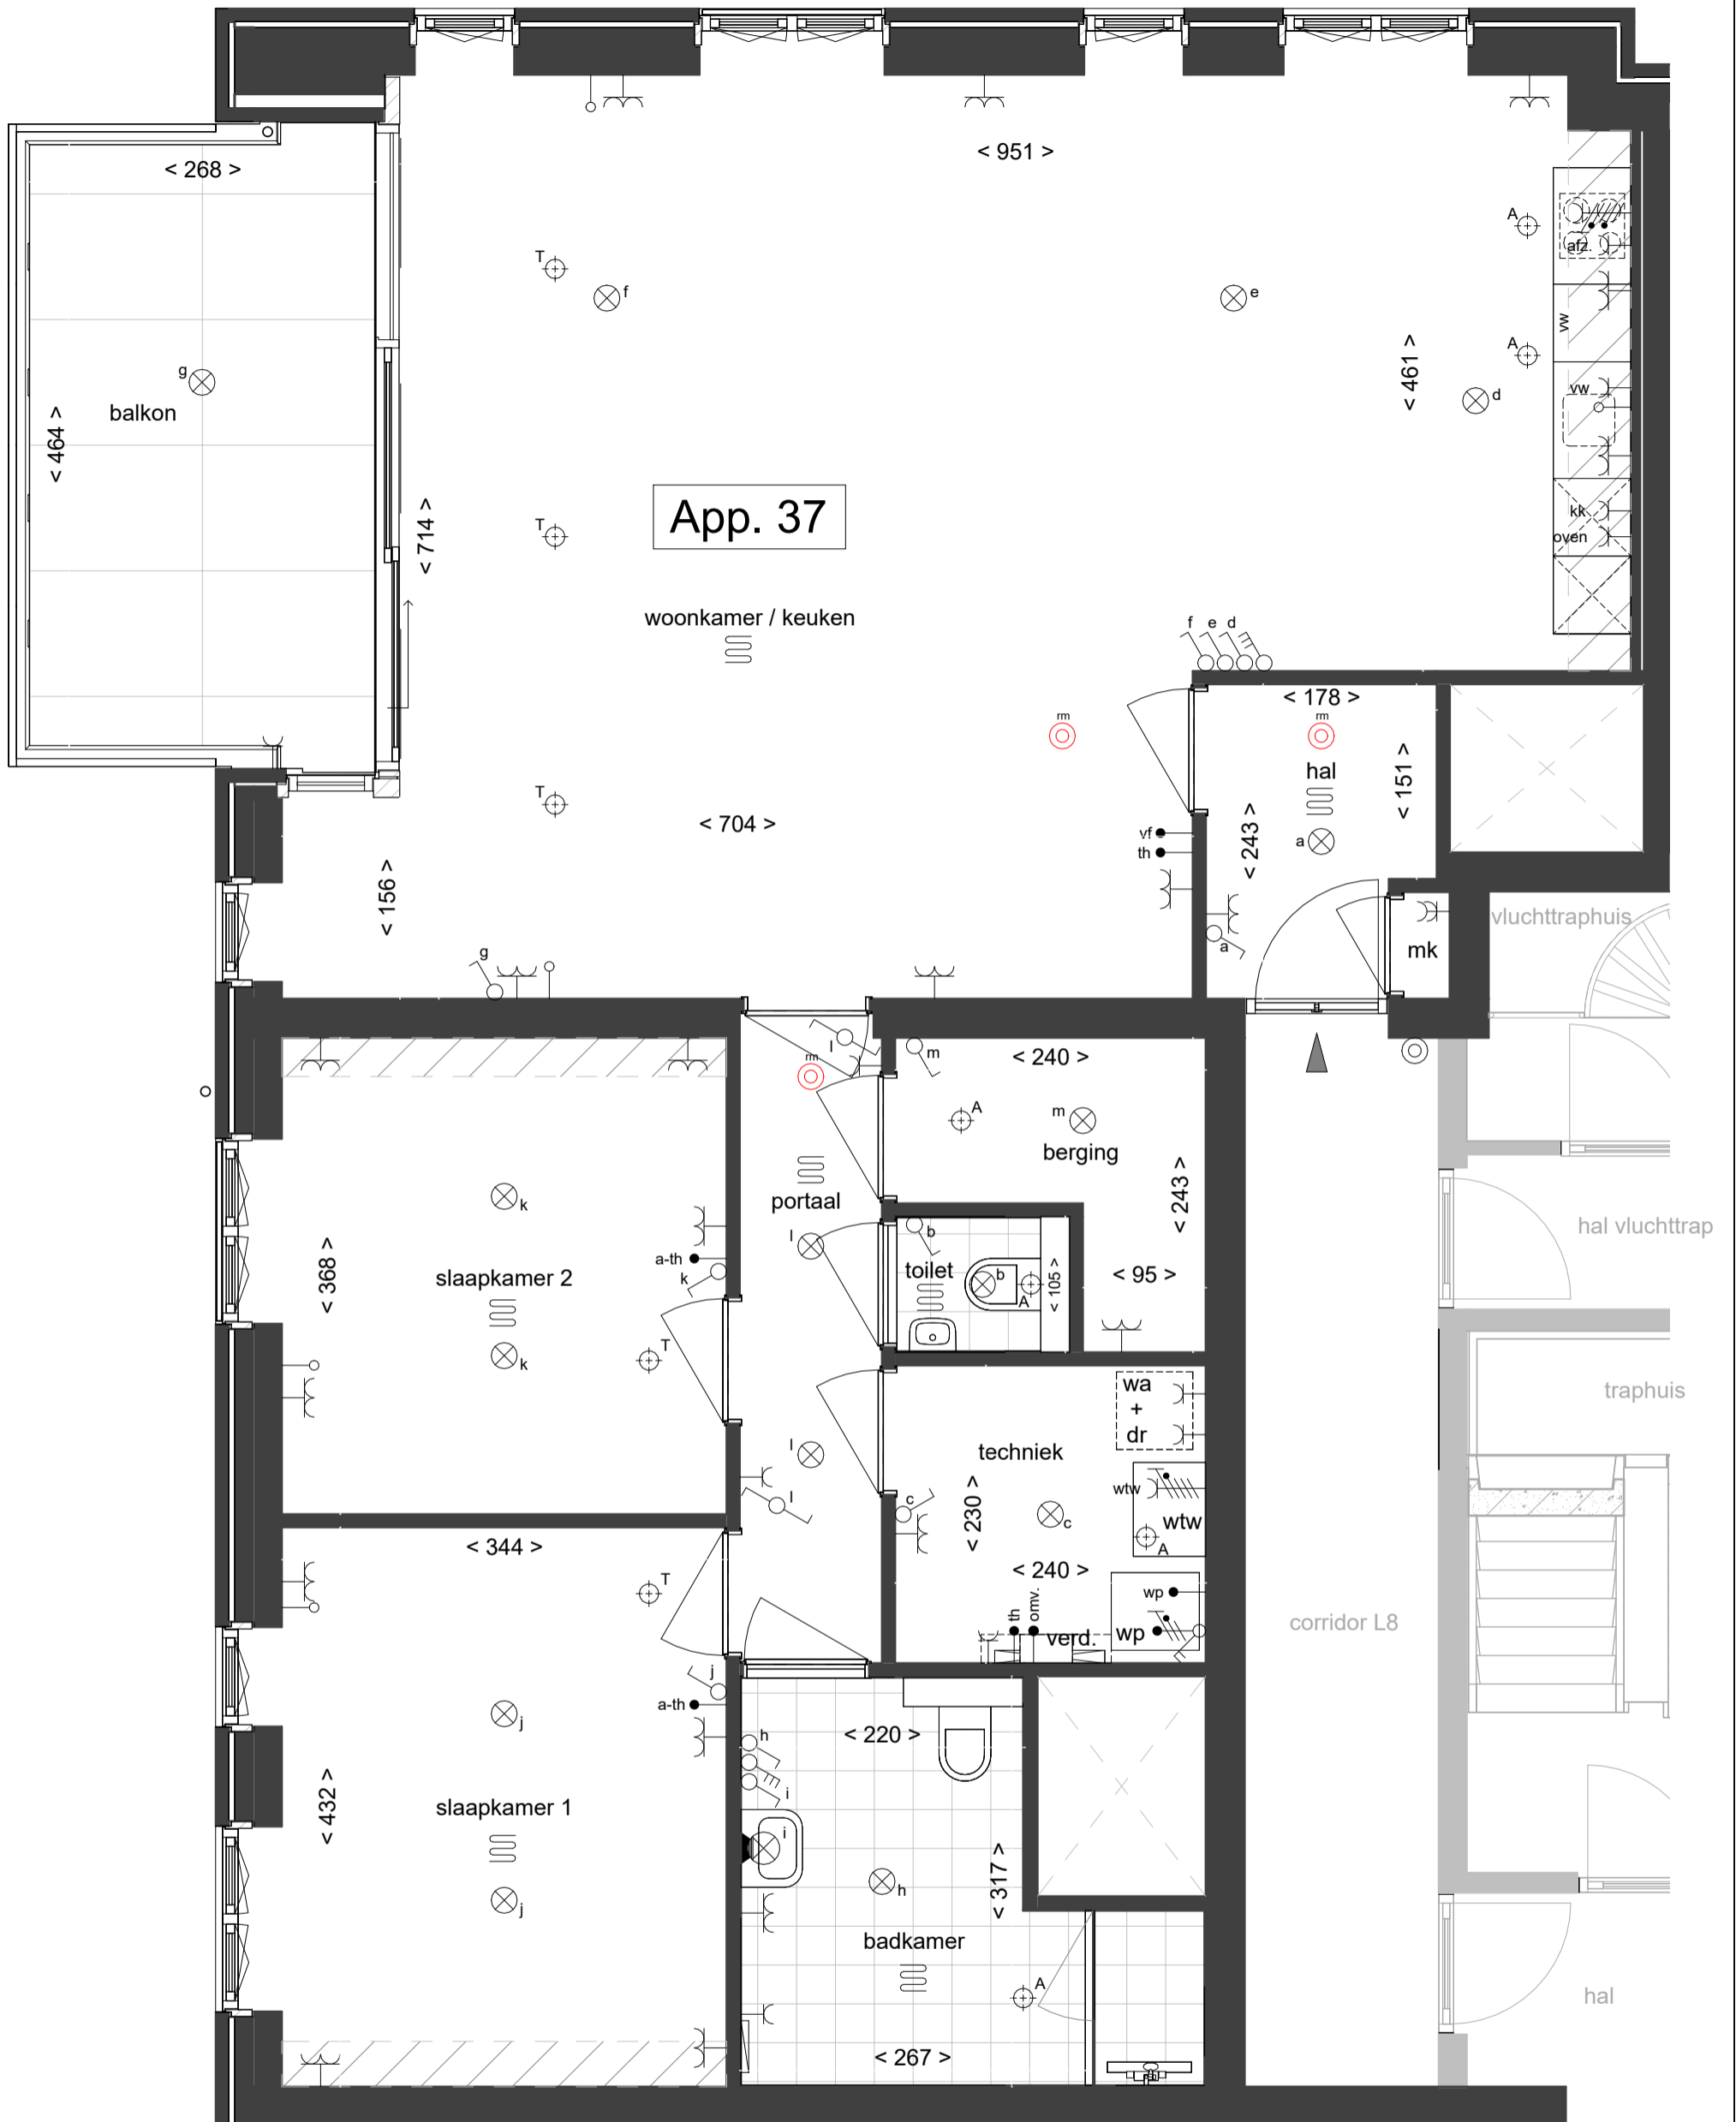 < 951 >
< 268 >
A
afz.
T
f
e
vw
< 461 >
A
g
balkon
vw
d
< 464 >
App. 37
kk
T
oven
< 714 >
woonkamer / keuken
f e d
< 178 >
rm
rm
hal
< 151 >
T
< 704 >
vf
th
< 243 >
a
< 156 >
vluchttraphuis
g
a
mk
l
m
< 240 >
rm
A
m
berging
portaal
< 243 >
k
b
hal vluchttrap
l
a-th
toilet
< 368 >
slaapkamer 2
k
b
A
< 105 >
< 95 >
T
k
wa
+
dr
traphuis
l
techniek
wtw
l
c
< 230 >
c
wtw
A
< 344 >
< 240 >
T
wp
th
omv.
verd.
wp
corridor L8
j
a-th
j
h
< 220 >
i
slaapkamer 1
< 432 >
i
h
< 317 >
j
badkamer
A
hal
< 267 >